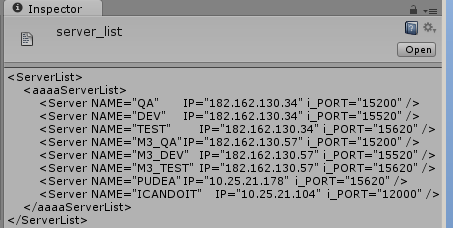 Inspector
server_list
Open
<ServerList>
<aaaaServerList>
<Server NAME="QA" IP="182.162.130.34" i_PORT="15200" />
<Server NAME="DEV" IP="182.162.130.34" i_PORT="15520" />
<Server NAME="TEST" IP="182.162.130.34" i_PORT="15620" />
<Server NAME="M3_QA"IP="182.162.130.57" i_PORT="15200" />
<Server NAME="M3_DEV" IP="182.162.130.57" i_PORT="15520" />
<Server NAME="M3_TEST" IP="182.162.130.57" i_PORT="15620" />
<Server NAME="PUDEA"IP="10.25.21.178" i_PORT="15620" />
<Server NAME="ICANDOIT" IP="10.25.21.104" i_PORT="12000" />
</aaaaServerList>
</ServerList>